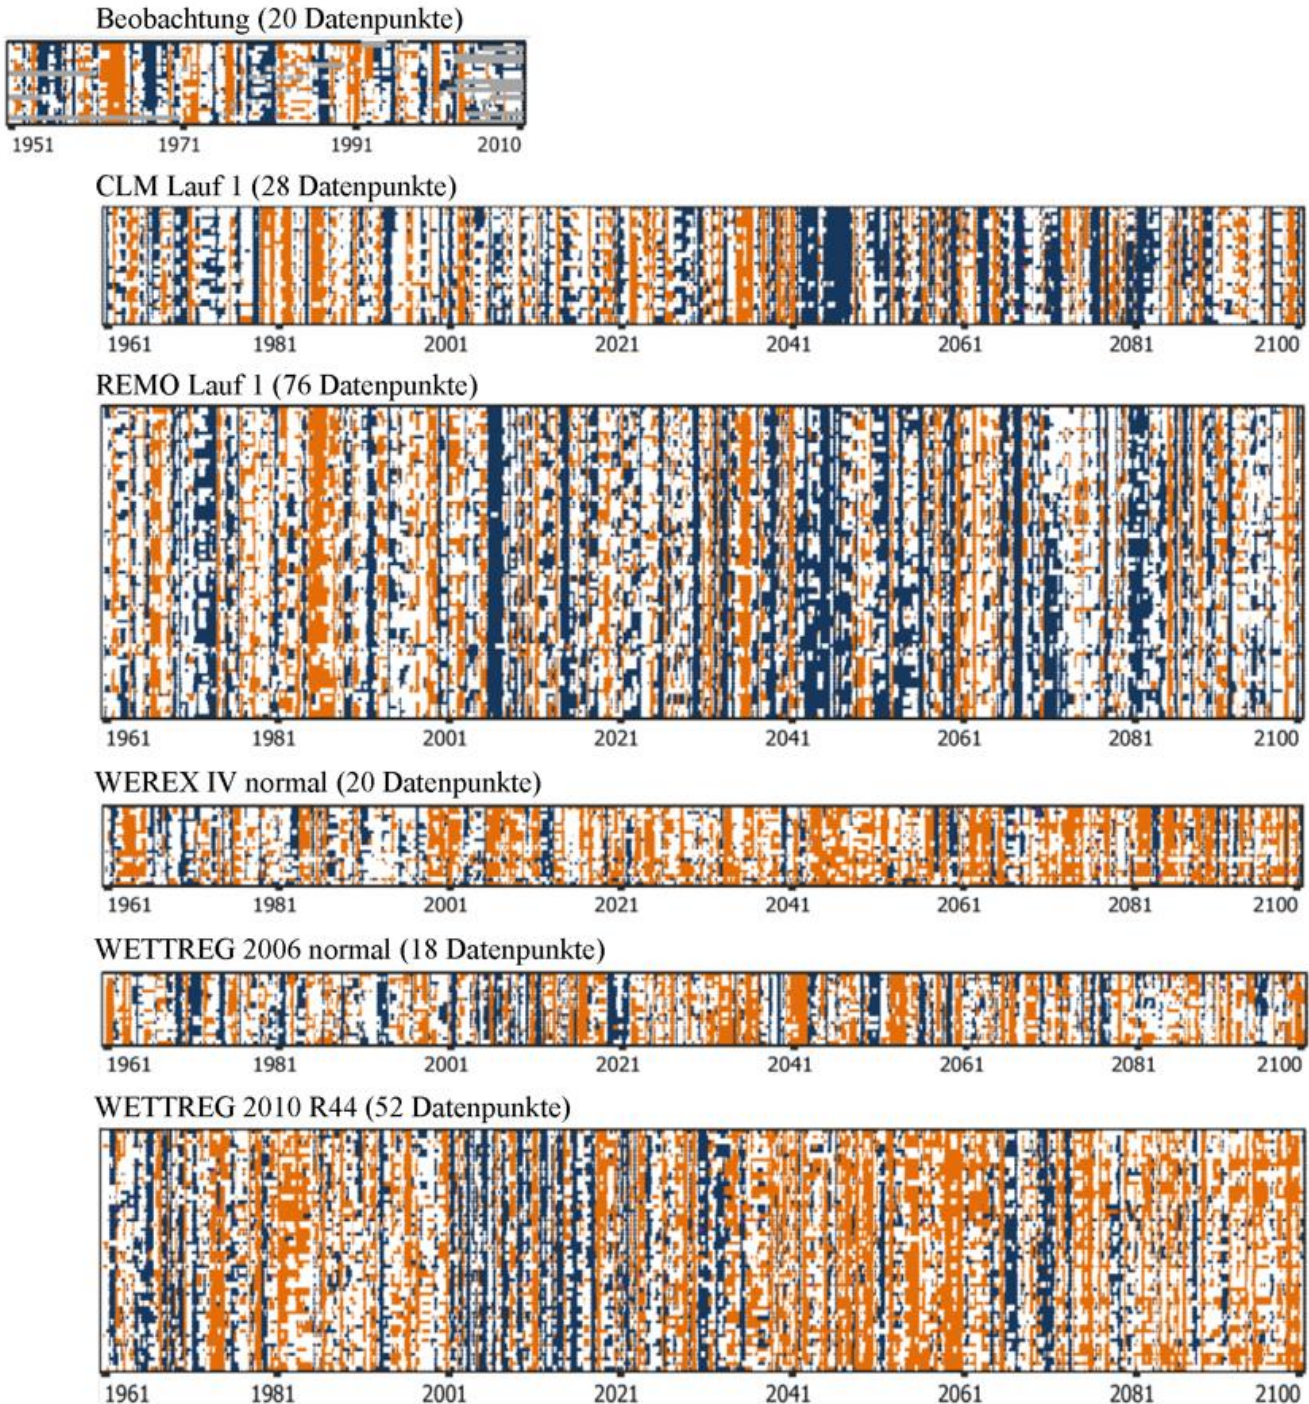 Beobachtung (20 Datenpunkte)
1951 1971 1991 2010
CLM Lauf 1 (28 Datenpunkte)
1961 1981 2001 2021 2041 2061 2081 2100
REMO Lauf 1 (76 Datenpunkte)
1961 1981 2001 2021 2041 2061 2081 2100
WEREX IV normal (20 Datenpunkte)
1961 1981 2001 2021 2041 2061 2081 2100
WETTREG 2006 normal (18 Datenpunkte)
1961 1981 2001 2021 2041 2061 2081 2100
WETTREG 2010 R44 (52 Datenpunkte)
1961 1981 2001 2021 2041 2061 2081 2100